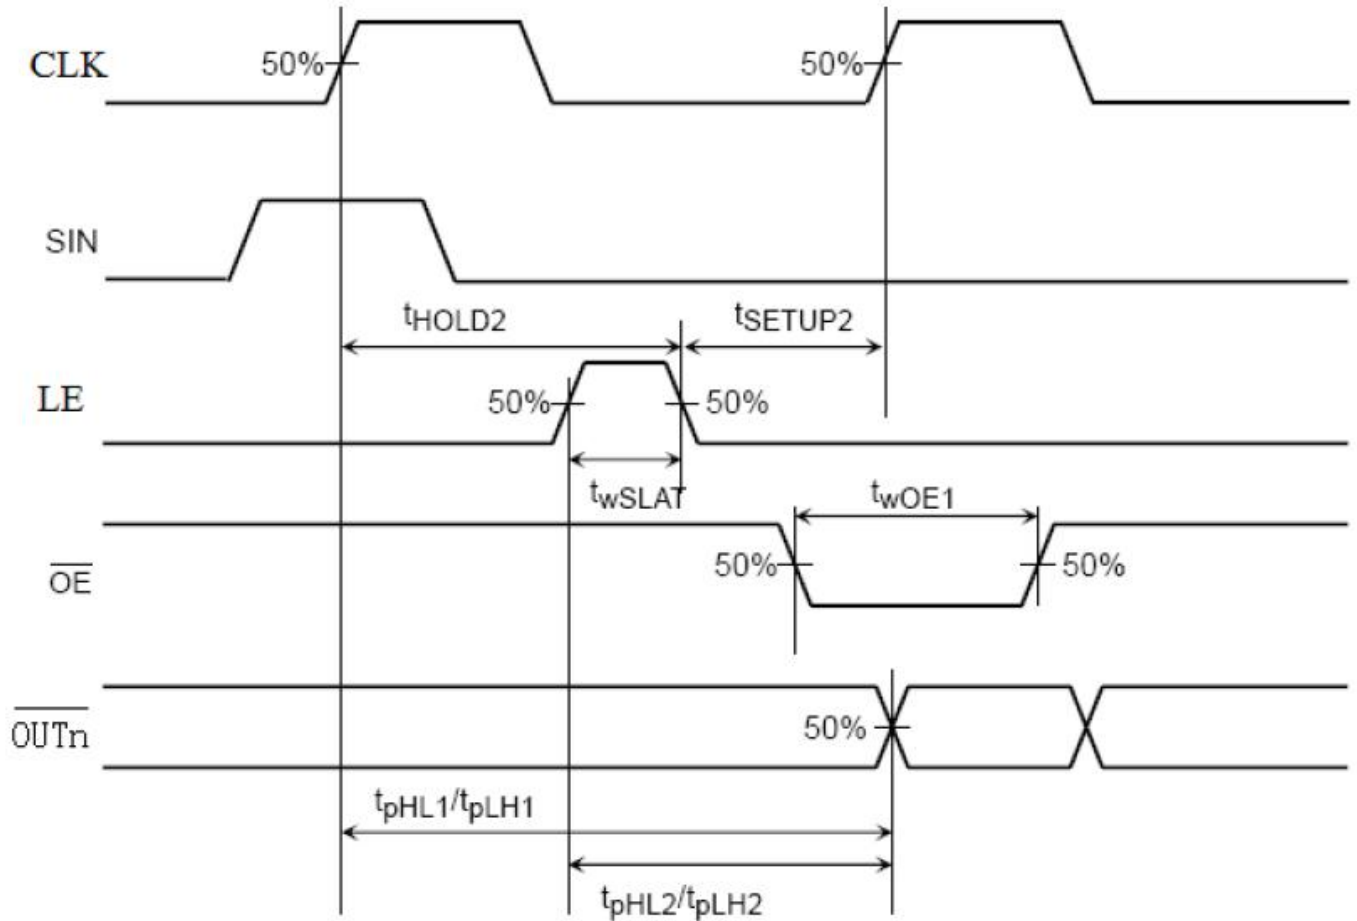 CLK
50%
50%
SIN
tHOLD2
tSETUP2
LE
50%
50%
twSLAT
twOE1
OE
50%
50%
OUTn
50%
tpHL1/tpLH1
tpHL2/tpLH2